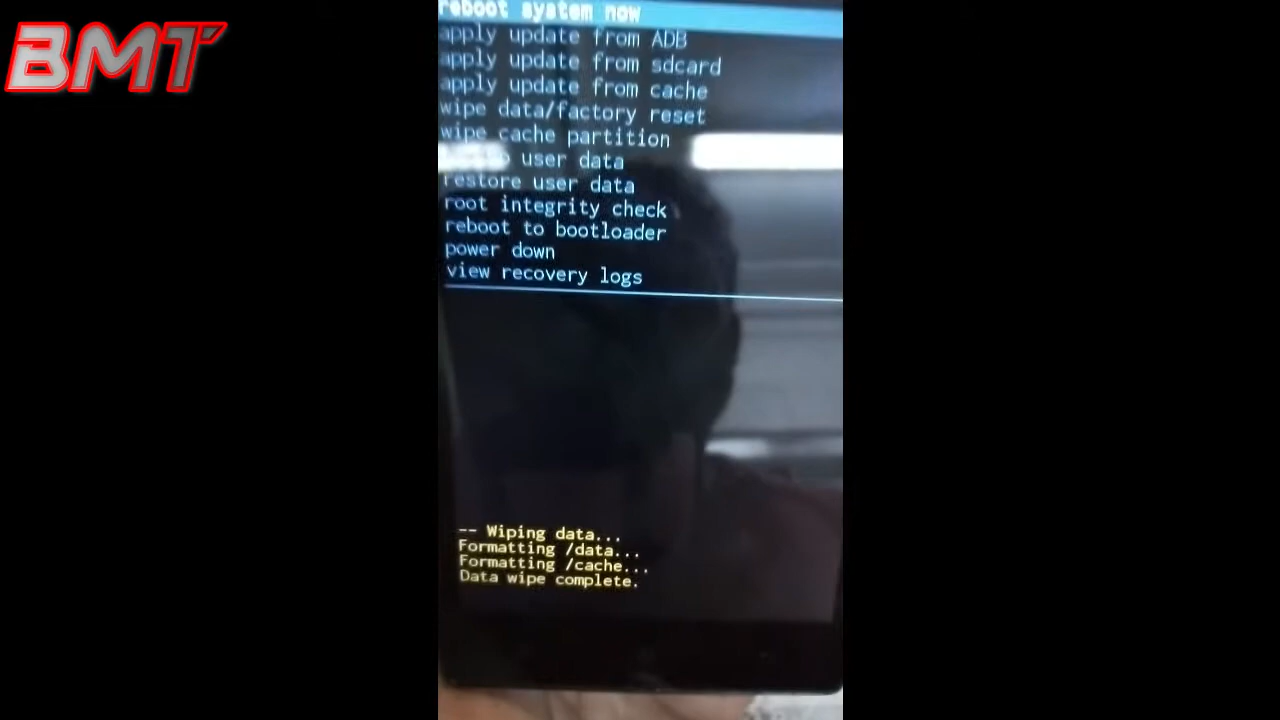 BMT
reboot system now
apply update from ADB
apply update from sdcard
apply update from cache
wipe data/factory reset
wipe cache partition
user data
restore user data
root integrity check
reboot to bootloader
power down
view recovery logs
-- Wiping data...
Formatting /data...
Formatting /cache...
Data wipe complete.